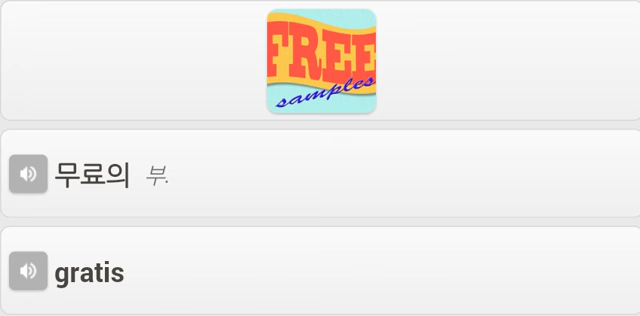 FREE
samples
무료의 부.
gratis